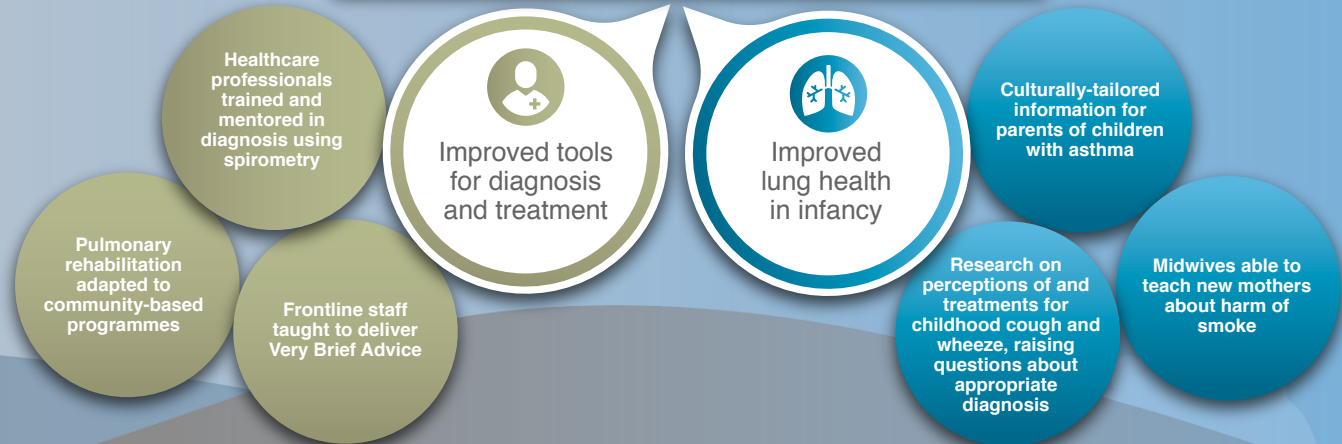 Healthcare
professionals
trained and
mentored in
diagnosis using
spirometry
Pulmonary
rehabilitation
adapted to
community-based
programmes
Frontline staff
taught to deliver
Very Brief Advice
Improved tools
for diagnosis
and treatment
Improved
lung health
in infancy
Culturally-tailored
information for
parents of children
with asthma
Research on
perceptions of and
treatments for
childhood cough and
wheeze, raising
questions about
appropriate
diagnosis
Midwives able to
teach new mothers
about harm of
smoke